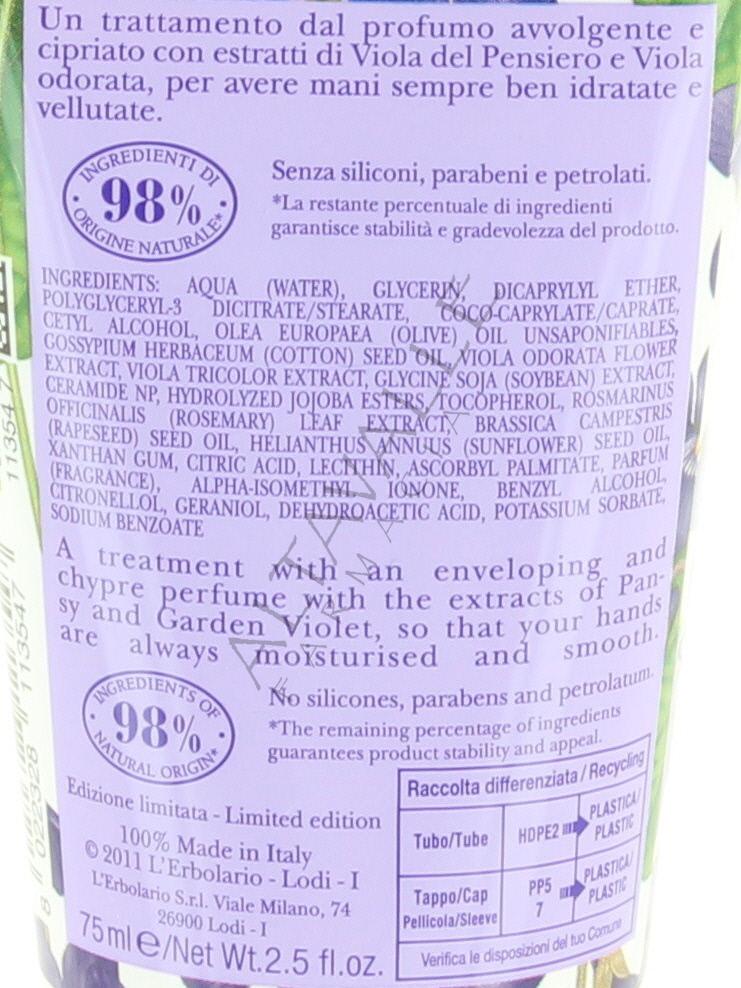 Un trattamento dal profumo avvolgente e
cipriato con estratti di Viola del Pensiero e Viola
odorata, per avere mani sempre ben idratate e
vellutate.
INGREDIENTI DI
98%
ORIGINE NATURALE*
Senza siliconi, parabeni e petrolati.
*La restante percentuale di ingredienti
garantisce stabilità e gradevolezza del prodotto.
INGREDIENTS: AQUA (WATER), GLYCERIN, DICAPRYLYL ETHER,
POLYGLYCERYL-3 DICITRATE/STEARATE, COCO-CAPRYLATE/CAPRATE,
CETYL ALCOHOL, OLEA EUROPAEA (OLIVE) OIL UNSAPONIFIABLES,
GOSSYPIUM HERBACEUM (COTTON) SEED OIL, VIOLA ODORATA FLOWER
EXTRACT, VIOLA TRICOLOR EXTRACT, GLYCINE SOJA (SOYBEAN) EXTRACT,
CERAMIDE NP, HYDROLYZED JOJOBA ESTERS, TOCOPHEROL, ROSMARINUS
OFFICINALIS (ROSEMARY) LEAF EXTRACT, BRASSICA CAMPESTRIS
(RAPESEED) SEED OIL, HELIANTHUS ANNUUS (SUNFLOWER) SEED OIL,
XANTHAN GUM, CITRIC ACID, LECITHIN, ASCORBYL PALMITATE, PARFUM
(FRAGRANCE), ALPHA-ISOMETHYL IONONE, BENZYL ALCOHOL,
CITRONELLOL, GERANIOL, DEHYDROACETIC ACID, POTASSIUM SORBATE,
SODIUM BENZOATE
A treatment with an enveloping and
chypre perfume with the extracts of Pan-
sy and Garden Violet, so that your hands
are always moisturised and smooth.
INGREDIENTS OF
98%
NATURAL ORIGIN*
No silicones, parabens and petrolatum.
*The remaining percentage of ingredients
guarantees product stability and appeal.
Edizione limitata - Limited edition
100% Made in Italy
© 2011 L'Erbolario - Lodi - I
L'Erbolario S.r.l. Viale Milano, 74
26900 Lodi - I
75ml e/Net Wt.2.5 fl.oz.
Raccolta differenziata / Recycling
Tubo/Tube HDPE2 PLASTICA/
PLASTIC
Tappo/Cap PP5 PLASTICA/
Pellicola/Sleeve 7 PLASTIC
Verifica le disposizioni del tuo Comune
ALTAVALLE
FARMACIA
8 022328 113547
11354 7